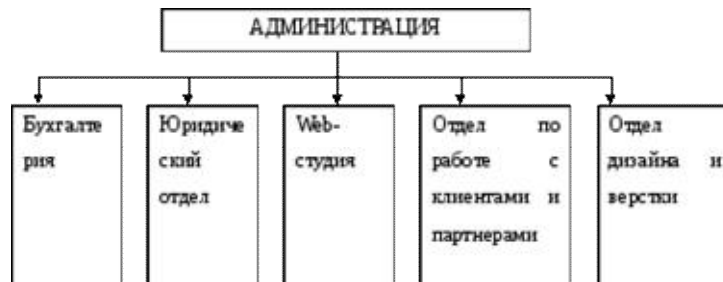 АДМИНИСТРАЦИЯ
Бухгалте
рия
Юридиче
ский
отдел
Web-
студия
Отдел по
работе с
клиентами и
партнерами
Отдел
дизайна и
верстки